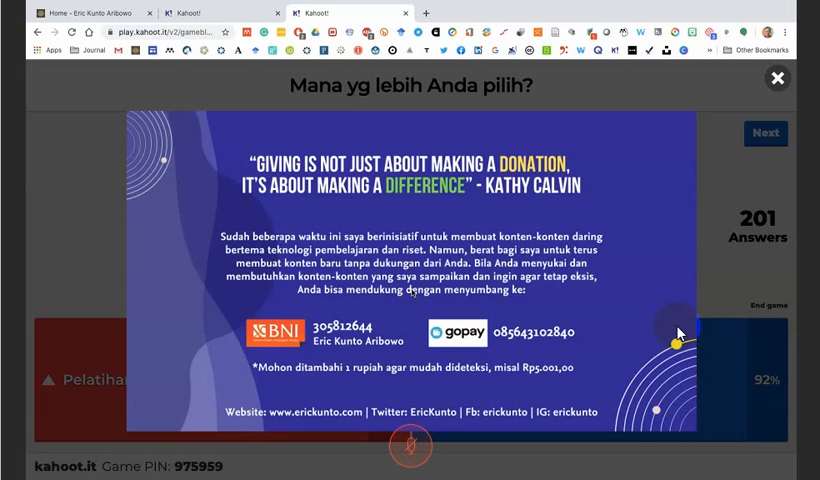 Home - Eric Kunto Aribowo
Kahoot!
Kahoot!
play.kahoot.it/v2/gamebl...
Apps
Journal
Other Bookmarks
Mana yg lebih Anda pilih?
Next
“GIVING IS NOT JUST ABOUT MAKING A DONATION,
IT’S ABOUT MAKING A DIFFERENCE” - KATHY CALVIN
201
Answers
Sudah beberapa waktu ini saya berinisiatif untuk membuat konten-konten daring
bertema teknologi pembelajaran dan riset. Namun, berat bagi saya untuk terus
membuat konten baru tanpa dukungan dari Anda. Bila Anda menyukai dan
membutuhkan konten-konten yang saya sampaikan dan ingin agar tetap eksis,
Anda bisa mendukung dengan menyumbang ke:
End game
BNI
305812644
Eric Kunto Aribowo
gopay
085643102840
*Mohon ditambahi 1 rupiah agar mudah dideteksi, misal Rp5.001,00
Pelatiha
92%
Website: www.erickunto.com | Twitter: EricKunto | Fb: erickunto | IG: erickunto
kahoot.it Game PIN: 975959